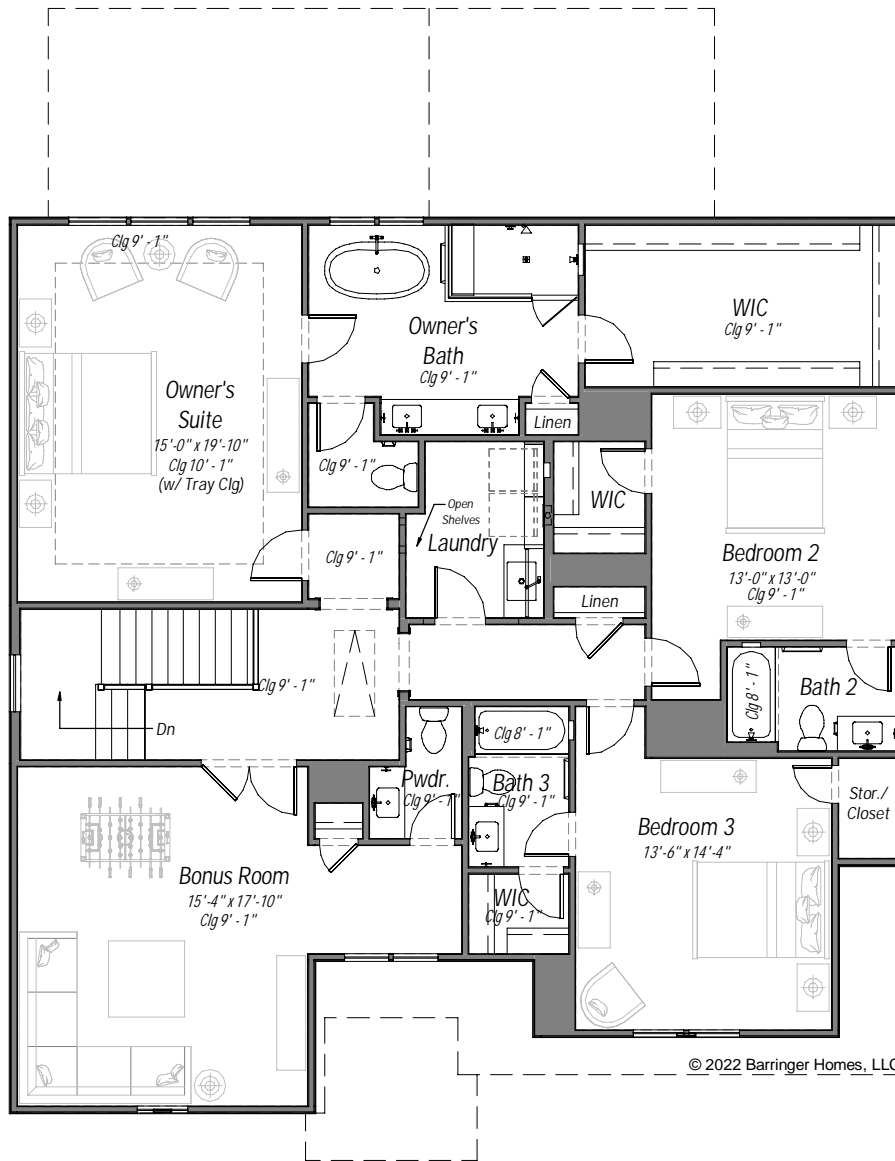 Clg 9' - 1"
Owner's
Suite
15'-0" x 19'-10"
Clg 10' - 1"
(w/ Tray Clg)
Owner's
Bath
Clg 9' - 1"
WIC
Clg 9' - 1"
Linen
Clg 9' - 1"
Open
Shelves
Laundry
WIC
Bedroom 2
13'-0" x 13'-0"
Clg 9' - 1"
Clg 9' - 1"
Linen
Clg 9' - 1"
Dn
Clg 8' - 1"
Bath 2
Clg 8' - 1"
Pwdr.
Clg 9' - 1"
Bath 3
Clg 9' - 1"
Stor./
Closet
Bedroom 3
13'-6" x 14'-4"
Bonus Room
15'-4" x 17'-10"
Clg 9' - 1"
WIC
Clg 9' - 1"
© 2022 Barringer Homes, LLC